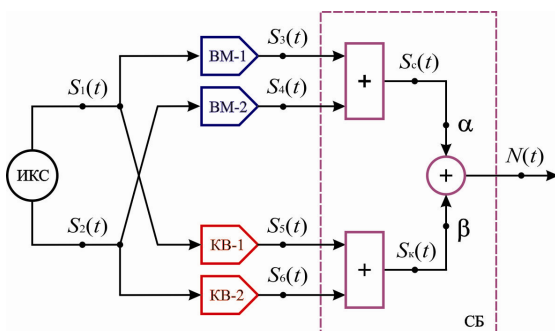 ИКС
S₁(t)
S₂(t)
ВМ-1
ВМ-2
КВ-1
КВ-2
S₃(t)
S₄(t)
S₅(t)
S₆(t)
+
+
Sс(t)
Sк(t)
α
+
β
N(t)
СБ